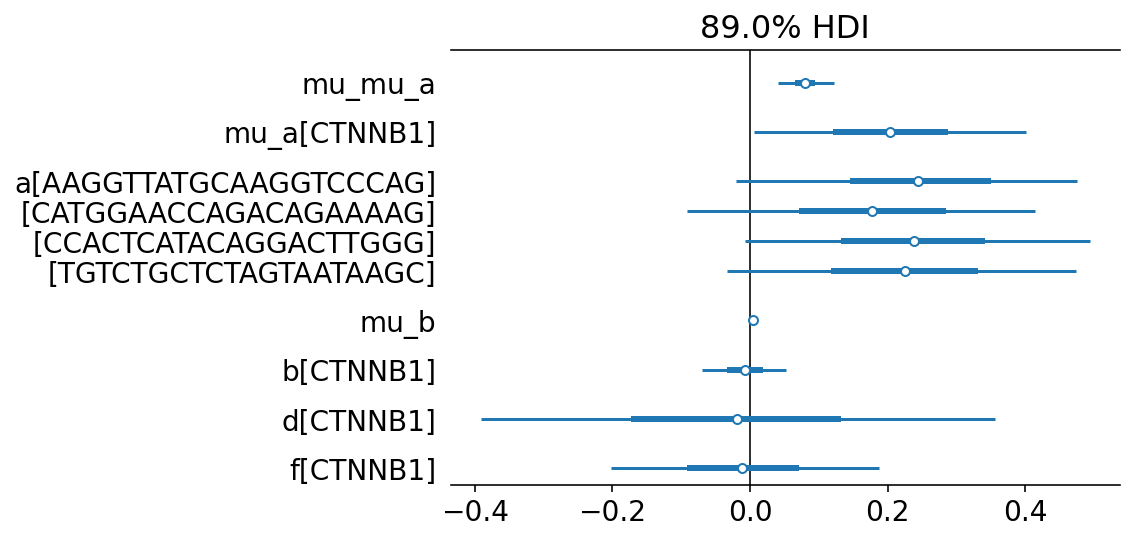 89.0% HDI
mu_mu_a
mu_a[CTNNB1]
a[AAGGTTATGCAAGGTCCCAG]
[CATGGAACCAGACAGAAAAG]
[CCACTCATACAGGACTTGGG]
[TGTCTGCTCTAGTAATAAGC]
mu_b
b[CTNNB1]
d[CTNNB1]
f[CTNNB1]
−0.4 −0.2 0.0 0.2 0.4